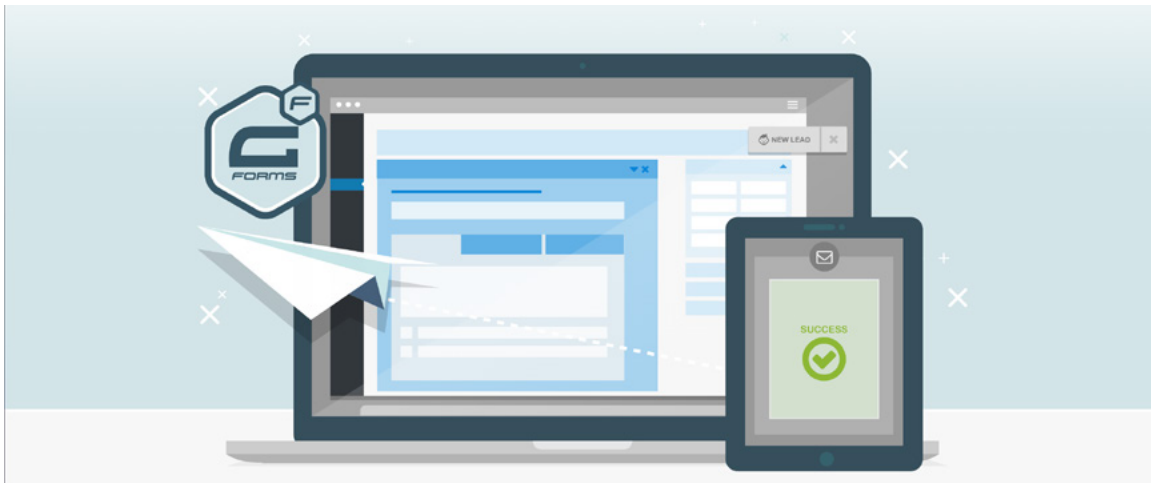 F
G
FORMS
NEW LEAD
SUCCESS